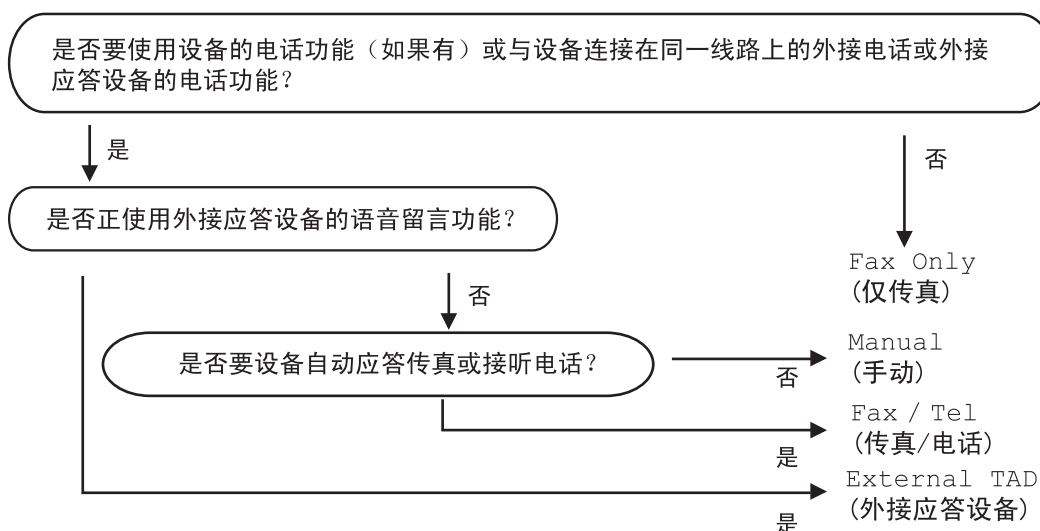 是否要使用设备的电话功能（如果有）或与设备连接在同一线路上的外接电话或外接
应答设备的电话功能？
是
否
是否正使用外接应答设备的语音留言功能？
Fax Only
(仅传真)
否
是否要设备自动应答传真或接听电话？
否
Manual
(手动)
是
Fax / Tel
(传真/电话)
是
External TAD
(外接应答设备)